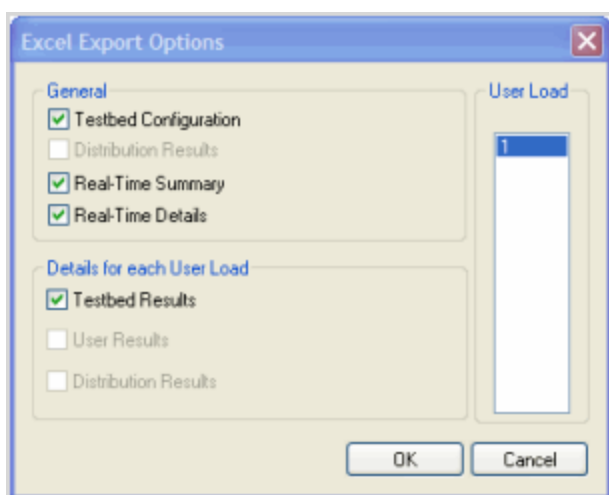 Excel Export Options
General
Testbed Configuration
Distribution Results
Real-Time Summary
Real-Time Details
Details for each User Load
Testbed Results
User Results
Distribution Results
User Load
1
OK
Cancel